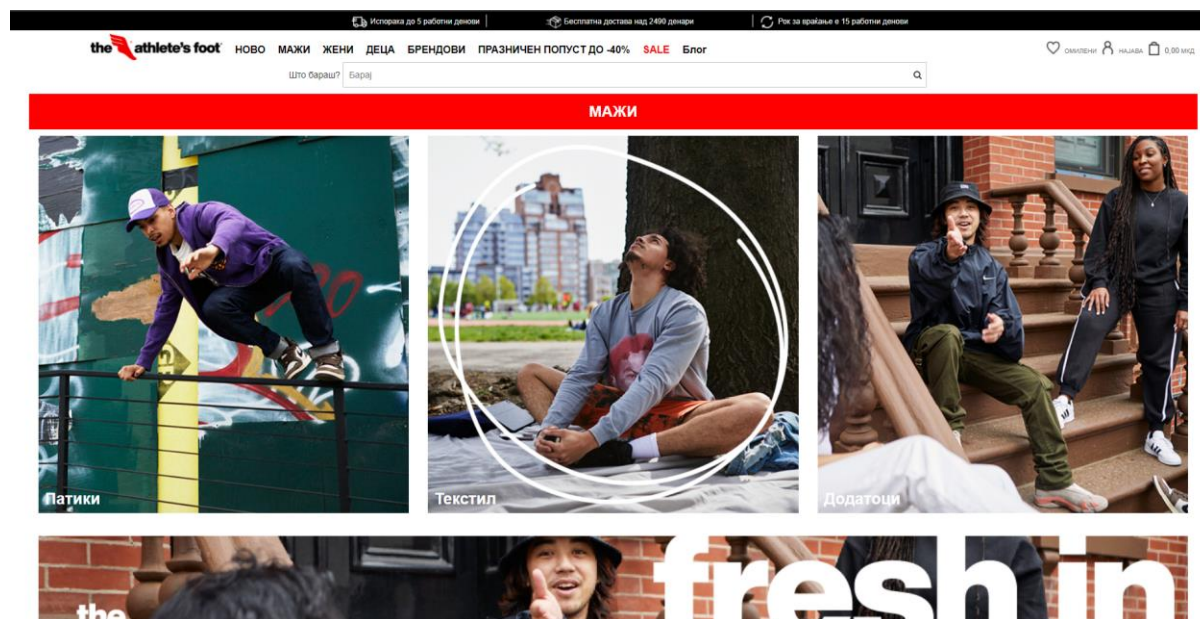 Испорака до 5 работни денови
Бесплатна достава над 2490 денари
Рок за враќање е 15 работни денови
the athlete's foot
НОВО МАЖИ ЖЕНИ ДЕЦА БРЕНДОВИ ПРАЗНИЧЕН ПОПУСТ ДО -40% SALE Блог
ОМИЛЕНИ НАЈАВА 0,00 МКД
Што бараш? Барај
МАЖИ
Патики
Текстил
Додатоци
the
fresh in